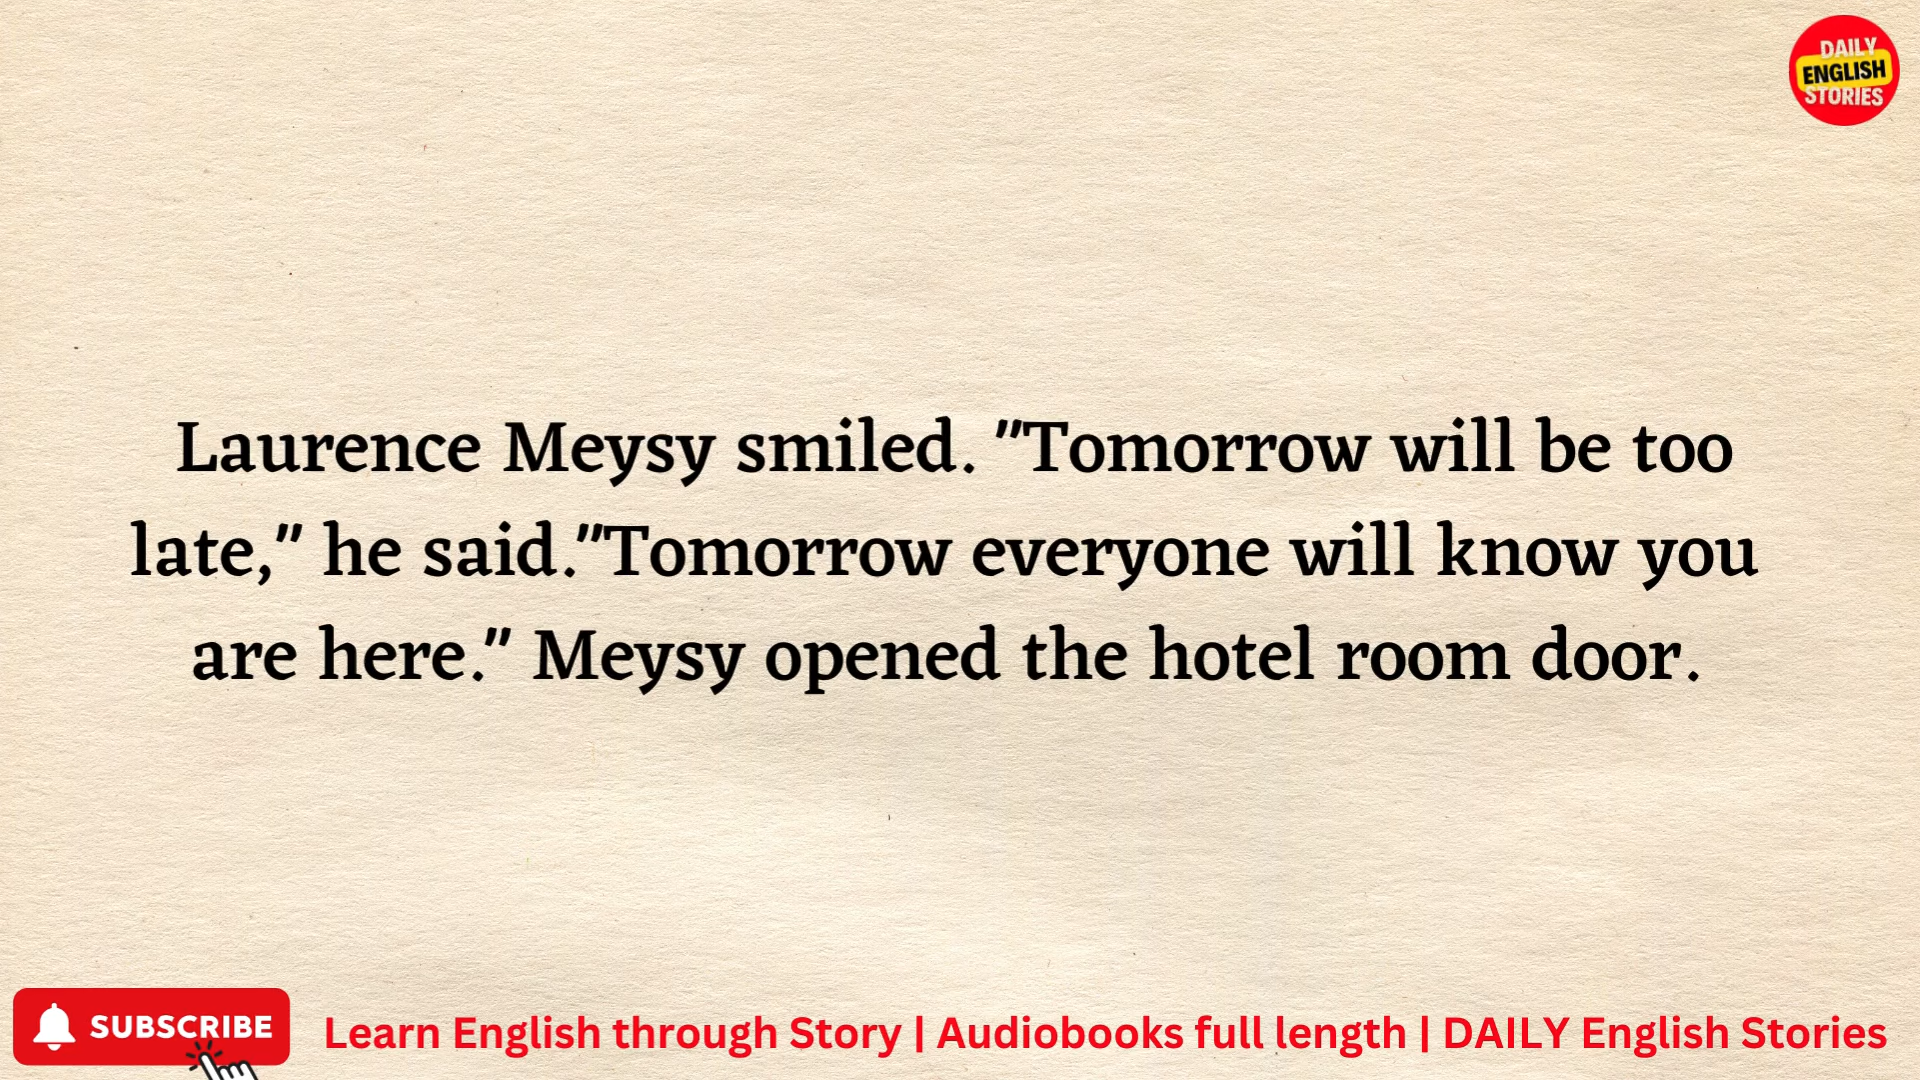 DAILY
ENGLISH
STORIES
Laurence Meysy smiled. "Tomorrow will be too
late," he said."Tomorrow everyone will know you
are here." Meysy opened the hotel room door.
SUBSCRIBE
Learn English through Story | Audiobooks full length | DAILY English Stories